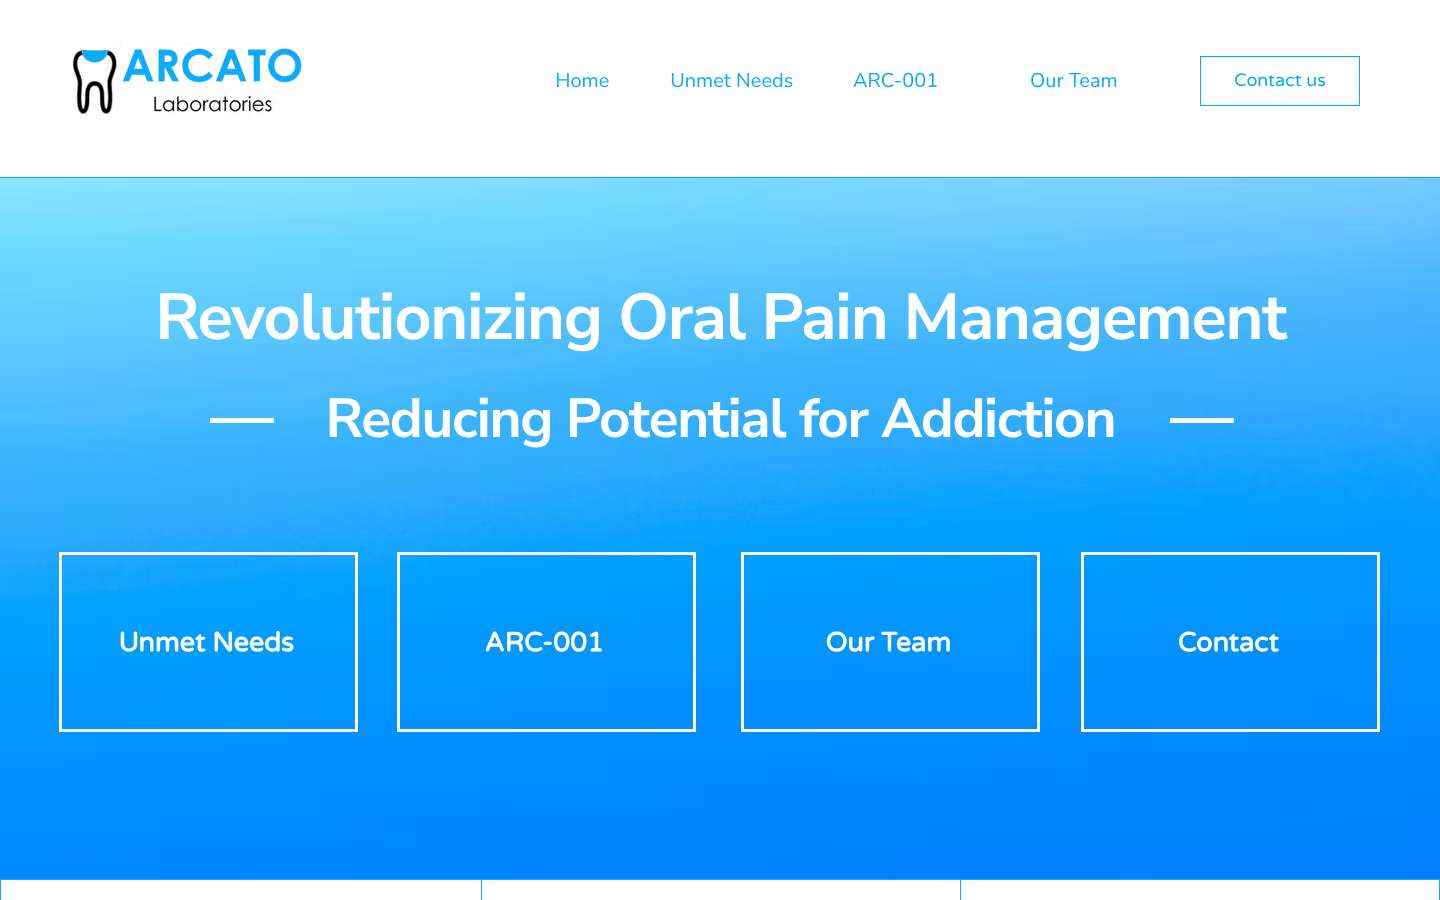 ARCATO
Laboratories
Home
Unmet Needs
ARC-001
Our Team
Contact us
Revolutionizing Oral Pain Management
Reducing Potential for Addiction
Unmet Needs
ARC-001
Our Team
Contact